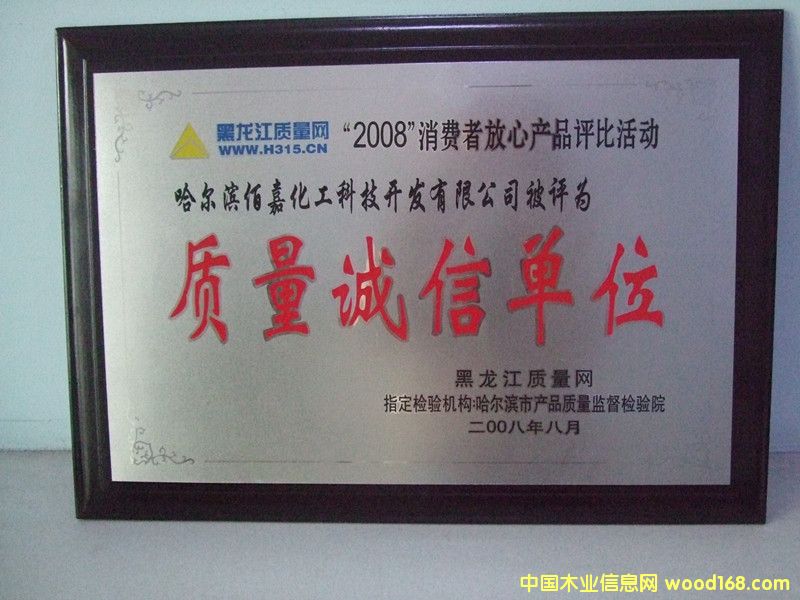 黑龙江质量网 “2008”消费者放心产品评比活动
WWW.H315.CN
哈尔滨佰嘉化工科技开发有限公司被评为
质量诚信单位
黑龙江质量网
指定检验机构:哈尔滨市产品质量监督检验院
二00八年八月
中国木业信息网 wood168.com